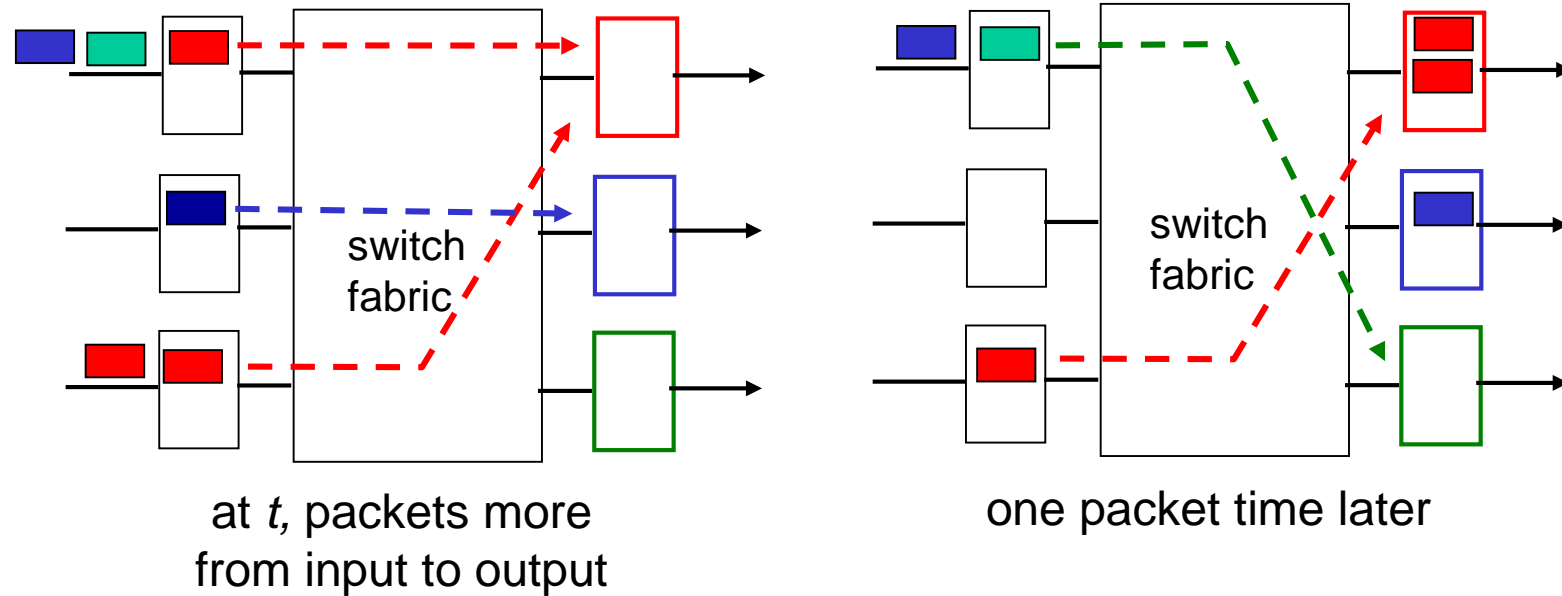 switch
fabric
at t, packets more
from input to output
switch
fabric
one packet time later